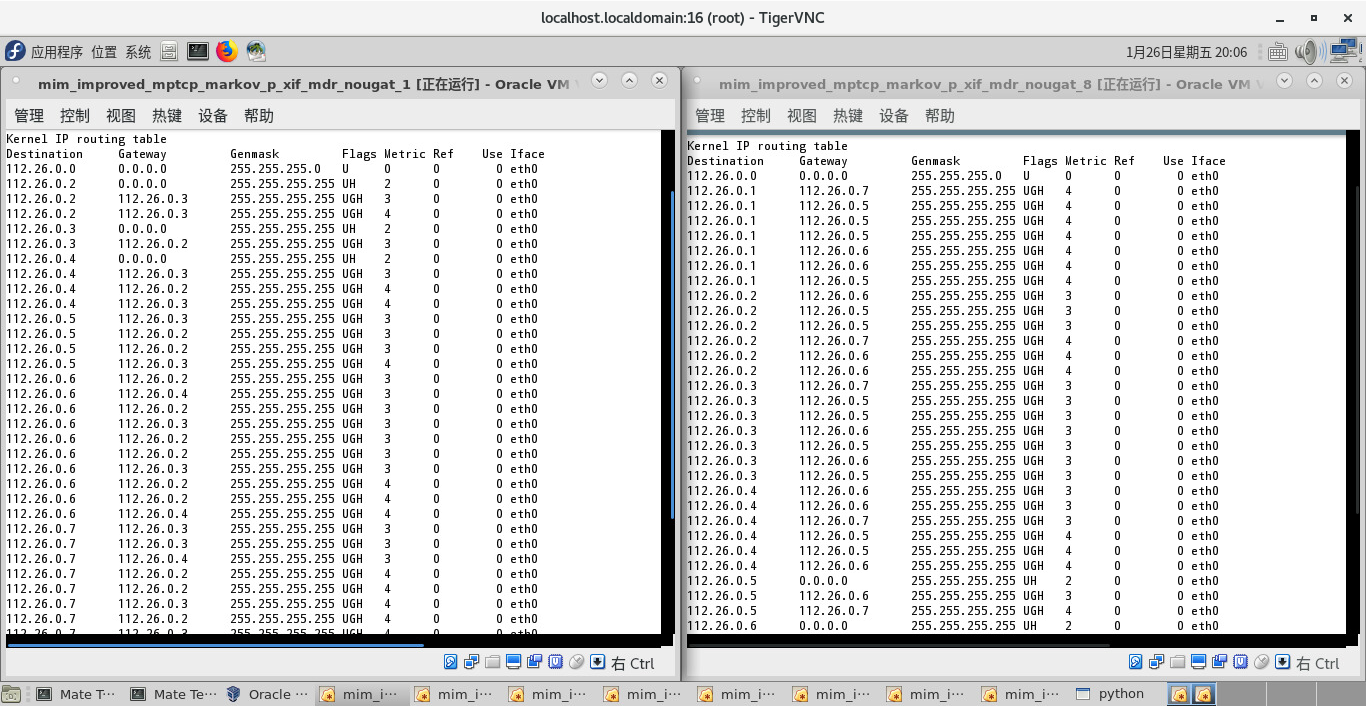 localhost.localdomain:16 (root) - TigerVNC
应用程序 位置 系统
1月26日星期五 20:06
mim_improved_mptcp_markov_p_xif_mdr_nougat_1 [正在运行] - Oracle VM
管理 控制 视图 热键 设备 帮助
Kernel IP routing table
Destination Gateway Genmask Flags Metric Ref Use Iface
112.26.0.0 0.0.0.0 255.255.255.0 U 0 0 0 eth0
112.26.0.2 0.0.0.0 255.255.255.255 UH 2 0 0 eth0
112.26.0.2 112.26.0.3 255.255.255.255 UGH 3 0 0 eth0
112.26.0.2 112.26.0.3 255.255.255.255 UGH 4 0 0 eth0
112.26.0.3 0.0.0.0 255.255.255.255 UH 2 0 0 eth0
112.26.0.3 112.26.0.2 255.255.255.255 UGH 3 0 0 eth0
112.26.0.4 0.0.0.0 255.255.255.255 UH 2 0 0 eth0
112.26.0.4 112.26.0.3 255.255.255.255 UGH 3 0 0 eth0
112.26.0.4 112.26.0.2 255.255.255.255 UGH 4 0 0 eth0
112.26.0.4 112.26.0.3 255.255.255.255 UGH 4 0 0 eth0
112.26.0.5 112.26.0.3 255.255.255.255 UGH 3 0 0 eth0
112.26.0.5 112.26.0.2 255.255.255.255 UGH 3 0 0 eth0
112.26.0.5 112.26.0.2 255.255.255.255 UGH 3 0 0 eth0
112.26.0.5 112.26.0.3 255.255.255.255 UGH 4 0 0 eth0
112.26.0.6 112.26.0.2 255.255.255.255 UGH 3 0 0 eth0
112.26.0.6 112.26.0.4 255.255.255.255 UGH 3 0 0 eth0
112.26.0.6 112.26.0.2 255.255.255.255 UGH 3 0 0 eth0
112.26.0.6 112.26.0.3 255.255.255.255 UGH 3 0 0 eth0
112.26.0.6 112.26.0.2 255.255.255.255 UGH 3 0 0 eth0
112.26.0.6 112.26.0.2 255.255.255.255 UGH 3 0 0 eth0
112.26.0.6 112.26.0.3 255.255.255.255 UGH 3 0 0 eth0
112.26.0.6 112.26.0.2 255.255.255.255 UGH 4 0 0 eth0
112.26.0.6 112.26.0.2 255.255.255.255 UGH 4 0 0 eth0
112.26.0.6 112.26.0.4 255.255.255.255 UGH 4 0 0 eth0
112.26.0.7 112.26.0.3 255.255.255.255 UGH 3 0 0 eth0
112.26.0.7 112.26.0.3 255.255.255.255 UGH 3 0 0 eth0
112.26.0.7 112.26.0.4 255.255.255.255 UGH 3 0 0 eth0
112.26.0.7 112.26.0.2 255.255.255.255 UGH 4 0 0 eth0
112.26.0.7 112.26.0.2 255.255.255.255 UGH 4 0 0 eth0
112.26.0.7 112.26.0.3 255.255.255.255 UGH 4 0 0 eth0
112.26.0.7 112.26.0.2 255.255.255.255 UGH 4 0 0 eth0
112.26.0.7 112.26.0.3 255.255.255.255 UGH 4 0 0 eth0
右 Ctrl
mim_improved_mptcp_markov_p_xif_mdr_nougat_8 [正在运行] - Oracle VM V
管理 控制 视图 热键 设备 帮助
Kernel IP routing table
Destination Gateway Genmask Flags Metric Ref Use Iface
112.26.0.0 0.0.0.0 255.255.255.0 U 0 0 0 eth0
112.26.0.1 112.26.0.7 255.255.255.255 UGH 4 0 0 eth0
112.26.0.1 112.26.0.5 255.255.255.255 UGH 4 0 0 eth0
112.26.0.1 112.26.0.5 255.255.255.255 UGH 4 0 0 eth0
112.26.0.1 112.26.0.5 255.255.255.255 UGH 4 0 0 eth0
112.26.0.1 112.26.0.6 255.255.255.255 UGH 4 0 0 eth0
112.26.0.1 112.26.0.6 255.255.255.255 UGH 4 0 0 eth0
112.26.0.1 112.26.0.5 255.255.255.255 UGH 4 0 0 eth0
112.26.0.2 112.26.0.6 255.255.255.255 UGH 3 0 0 eth0
112.26.0.2 112.26.0.5 255.255.255.255 UGH 3 0 0 eth0
112.26.0.2 112.26.0.5 255.255.255.255 UGH 3 0 0 eth0
112.26.0.2 112.26.0.7 255.255.255.255 UGH 4 0 0 eth0
112.26.0.2 112.26.0.6 255.255.255.255 UGH 4 0 0 eth0
112.26.0.2 112.26.0.6 255.255.255.255 UGH 4 0 0 eth0
112.26.0.3 112.26.0.7 255.255.255.255 UGH 3 0 0 eth0
112.26.0.3 112.26.0.5 255.255.255.255 UGH 3 0 0 eth0
112.26.0.3 112.26.0.5 255.255.255.255 UGH 3 0 0 eth0
112.26.0.3 112.26.0.6 255.255.255.255 UGH 3 0 0 eth0
112.26.0.3 112.26.0.5 255.255.255.255 UGH 3 0 0 eth0
112.26.0.3 112.26.0.6 255.255.255.255 UGH 3 0 0 eth0
112.26.0.3 112.26.0.5 255.255.255.255 UGH 3 0 0 eth0
112.26.0.4 112.26.0.6 255.255.255.255 UGH 3 0 0 eth0
112.26.0.4 112.26.0.6 255.255.255.255 UGH 3 0 0 eth0
112.26.0.4 112.26.0.7 255.255.255.255 UGH 3 0 0 eth0
112.26.0.4 112.26.0.5 255.255.255.255 UGH 4 0 0 eth0
112.26.0.4 112.26.0.5 255.255.255.255 UGH 4 0 0 eth0
112.26.0.4 112.26.0.6 255.255.255.255 UGH 4 0 0 eth0
112.26.0.5 0.0.0.0 255.255.255.255 UH 2 0 0 eth0
112.26.0.5 112.26.0.6 255.255.255.255 UGH 3 0 0 eth0
112.26.0.5 112.26.0.7 255.255.255.255 UGH 4 0 0 eth0
112.26.0.6 0.0.0.0 255.255.255.255 UH 2 0 0 eth0
右 Ctrl
Mate T··· Mate Te··· Oracle ··· mim_i··· mim_i··· mim_i··· mim_i··· mim_i··· mim_i··· mim_i··· mim_i··· python